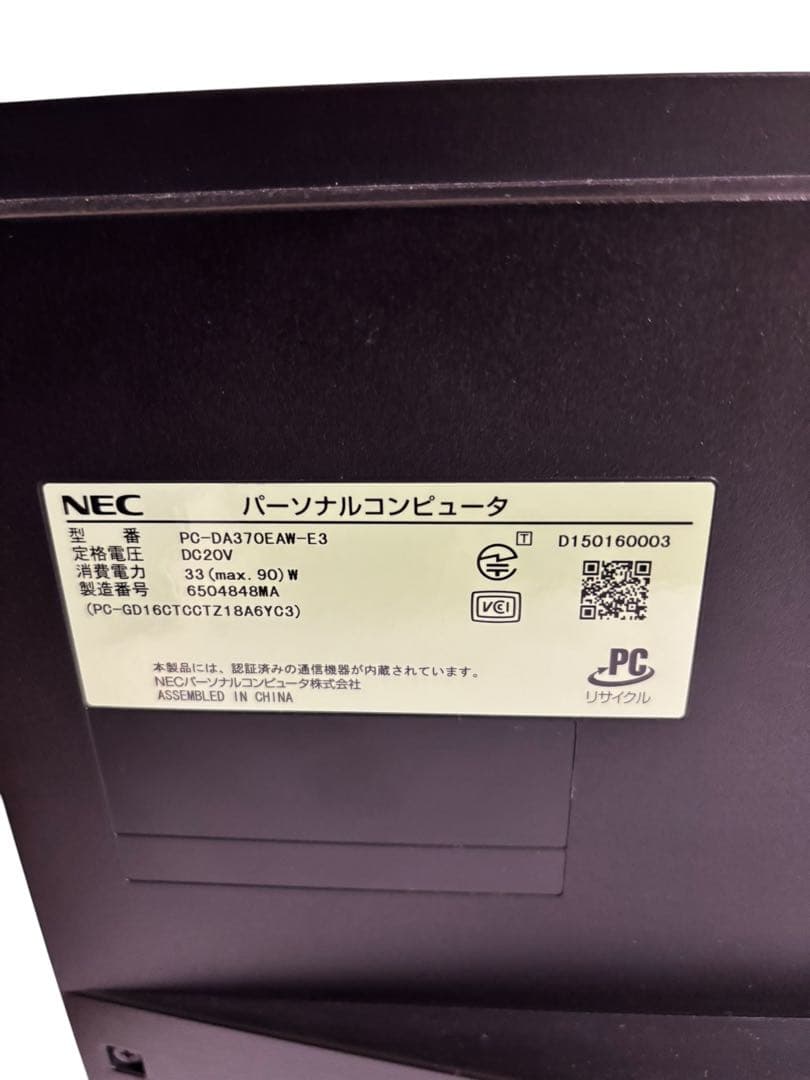 NEC パーソナルコンピュータ
型 番 PC-DA370EAW-E3
定格電圧 DC20V
消費電力 33(max.90)W
製造番号 6504848MA
(PC-GD16CTCCTZ18A6YC3)
T D150160003
VCCI
本製品には、認証済みの通信機器が内蔵されています。
NECパーソナルコンピュータ株式会社
ASSEMBLED IN CHINA
PC
リサイクル